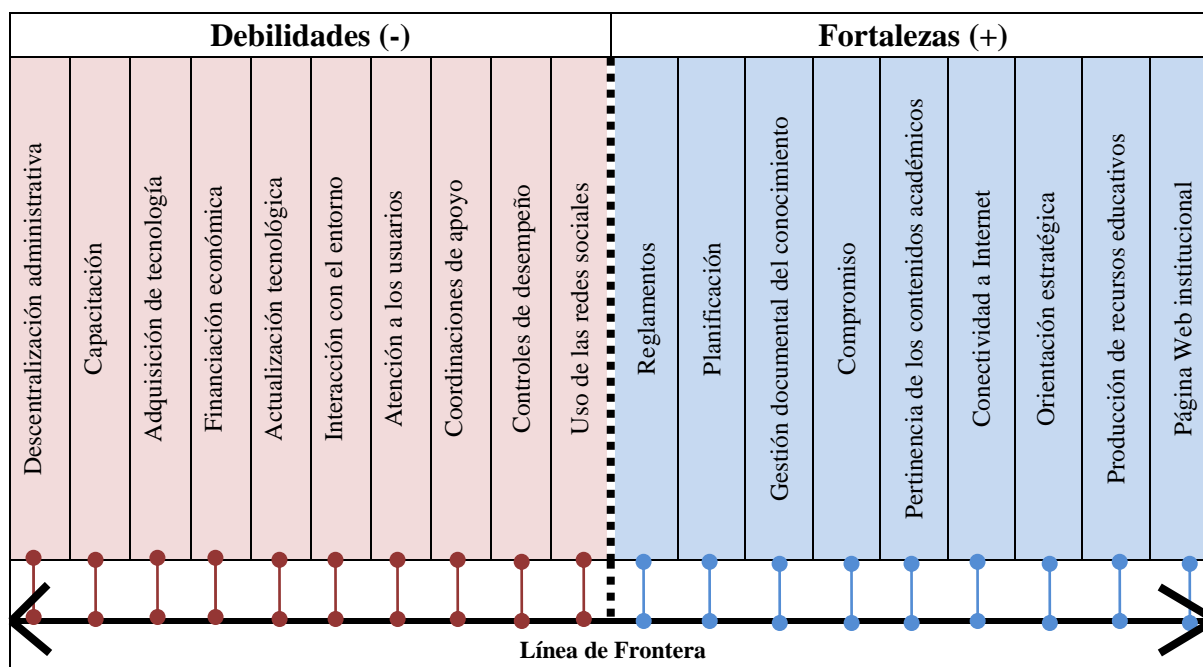 Debilidades (-)
Fortalezas (+)
Descentralización administrativa
Capacitación
Adquisición de tecnología
Financiación económica
Actualización tecnológica
Interacción con el entorno
Atención a los usuarios
Coordinaciones de apoyo
Controles de desempeño
Uso de las redes sociales
Reglamentos
Planificación
Gestión documental del conocimiento
Compromiso
Pertinencia de los contenidos académicos
Conectividad a Internet
Orientación estratégica
Producción de recursos educativos
Página Web institucional
Línea de Frontera